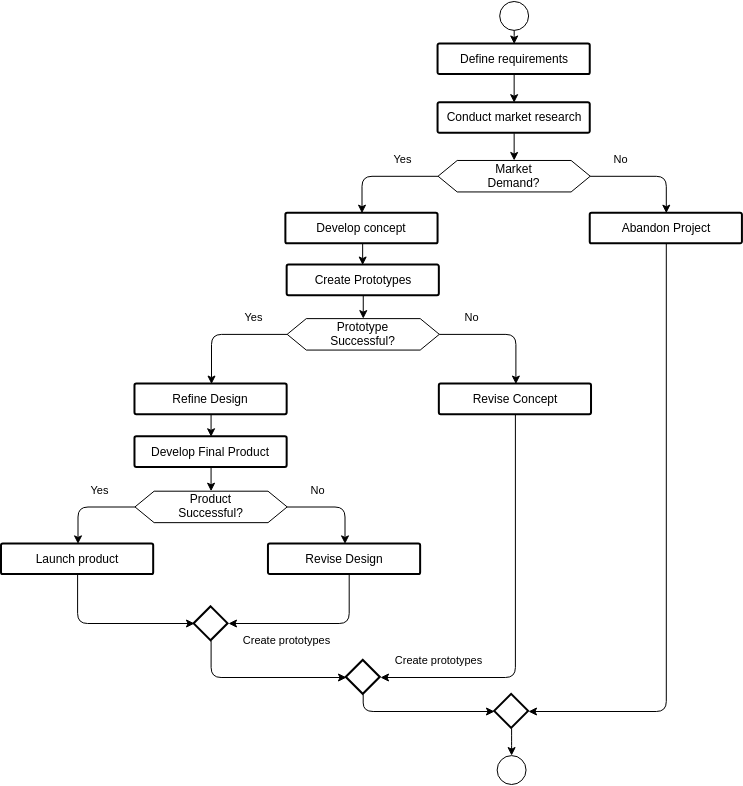 Define requirements
Conduct market research
Yes
Market
Demand?
No
Develop concept
Abandon Project
Create Prototypes
Yes
Prototype
Successful?
No
Refine Design
Revise Concept
Develop Final Product
Yes
Product
Successful?
No
Launch product
Revise Design
Create prototypes
Create prototypes